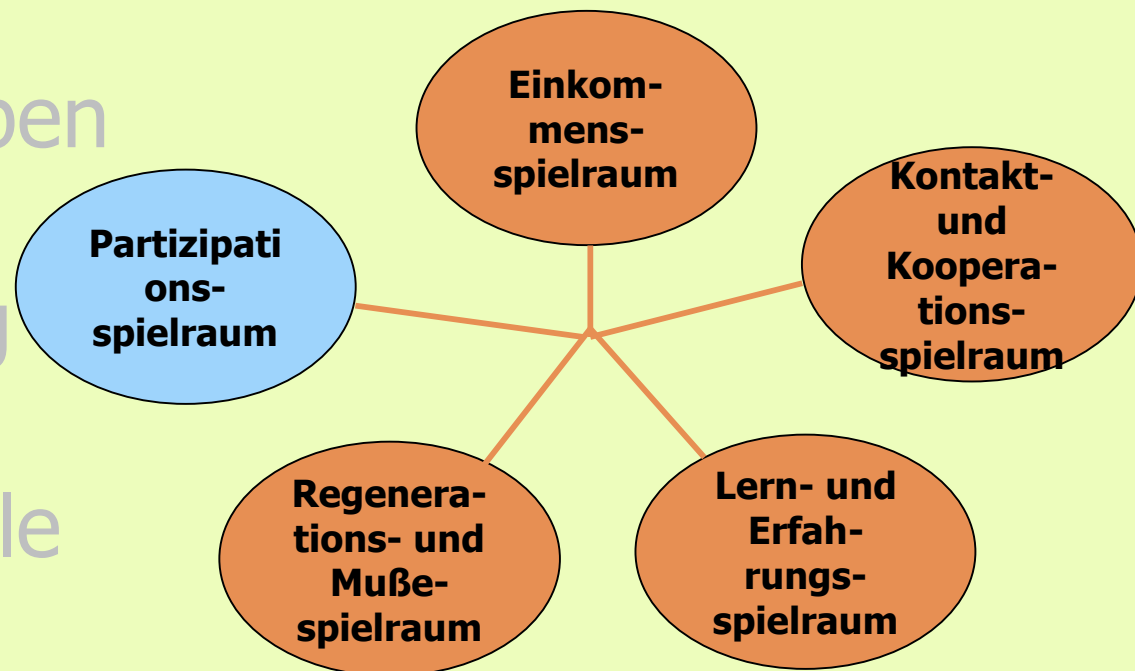 Einkom-
mens-
spielraum
Kontakt-
und
Koopera-
tions-
spielraum
Partizipati
ons-
spielraum
Regenera-
tions- und
Muße-
spielraum
Lern- und
Erfah-
rungs-
spielraum